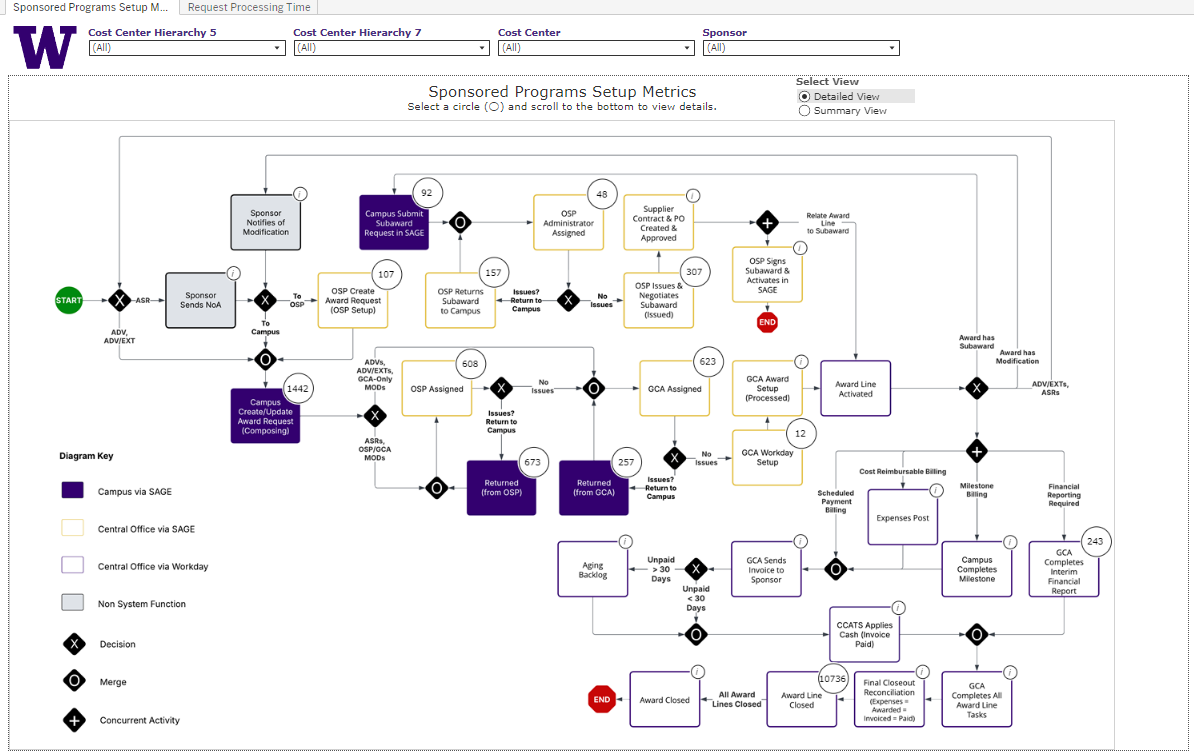 Sponsored Programs Setup M...
Request Processing Time
W
Cost Center Hierarchy 5
Cost Center Hierarchy 7
Cost Center
Sponsor
(All)
(All)
(All)
(All)
Sponsored Programs Setup Metrics
Select a circle (O) and scroll to the bottom to view details.
Select View
Detailed View
Summary View
Sponsor
Notifies of
Modification
i
Campus Submit
Subaward
Request in SAGE
92
O
OSP
Administrator
Assigned
48
Supplier
Contract & PO
Created &
Approved
i
+
Relate Award
Line
to Subaward
START
X
ASR
Sponsor
Sends NoA
i
X
To
OSP
OSP Create
Award Request
(OSP Setup)
107
OSP Returns
Subaward
to Campus
157
Issues?
Return to
Campus
X
No
Issues
OSP Issues &
Negotiates
Subaward
(Issued)
307
OSP Signs
Subaward &
Activates in
SAGE
i
END
ADV,
ADV/EXT
To
Campus
O
Campus
Create/Update
Award Request
(Composing)
1442
ADVs,
ADV/EXTs,
GCA-Only
MODs
X
ASRs,
OSP/GCA
MODs
OSP Assigned
608
X
No
Issues
O
Issues?
Return to
Campus
GCA Assigned
623
GCA Award
Setup
(Processed)
i
Award Line
Activated
Award has
Subaward
Award has
Modification
X
ADV/EXTs,
ASRs
O
Returned
(from OSP)
673
Returned
(from GCA)
257
X
No
Issues
Issues?
Return to
Campus
GCA Workday
Setup
12
+
Cost Reimbursable Billing
Scheduled
Payment
Billing
Milestone
Billing
Financial
Reporting
Required
Expenses Post
i
Diagram Key
Campus via SAGE
Central Office via SAGE
Central Office via Workday
Non System Function
X
Decision
O
Merge
+
Concurrent Activity
Aging
Backlog
i
Unpaid
> 30
Days
X
Unpaid
< 30
Days
GCA Sends
Invoice to
Sponsor
i
O
Campus
Completes
Milestone
i
GCA
Completes
Interim
Financial
Report
243
O
CCATS Applies
Cash (Invoice
Paid)
i
O
END
Award Closed
i
All Award
Lines Closed
Award Line
Closed
10736
Final Closeout
Reconciliation
(Expenses =
Awarded =
Invoiced = Paid)
i
GCA
Completes All
Award Line
Tasks
i